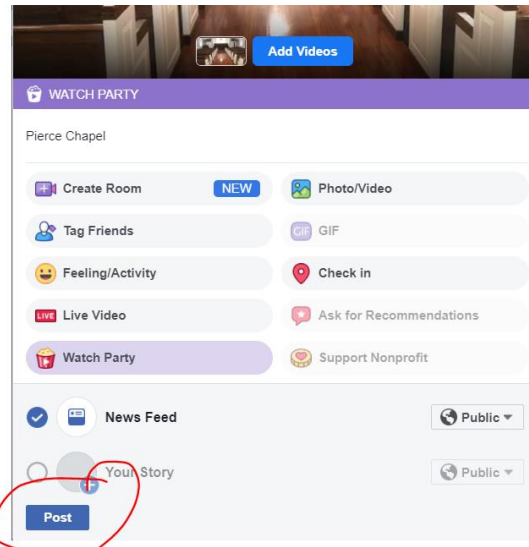 Add Videos
WATCH PARTY
Pierce Chapel
Create Room NEW Photo/Video
Tag Friends GIF GIF
Feeling/Activity Check in
LIVE Live Video Ask for Recommendations
Watch Party Support Nonprofit
News Feed Public
Your Story Public
Post